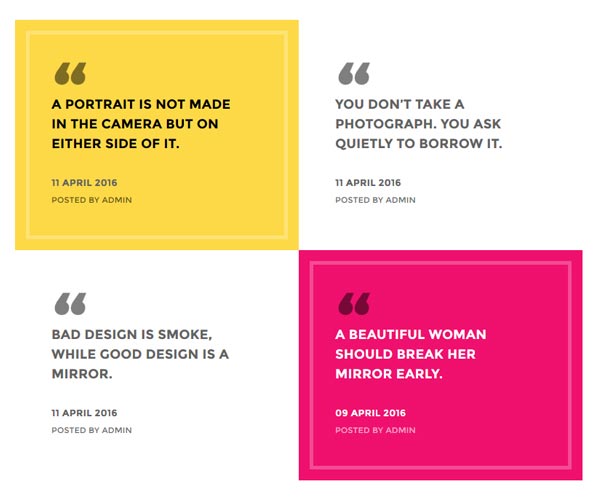 “
A PORTRAIT IS NOT MADE
IN THE CAMERA BUT ON
EITHER SIDE OF IT.
11 APRIL 2016
POSTED BY ADMIN
“
YOU DON’T TAKE A
PHOTOGRAPH. YOU ASK
QUIETLY TO BORROW IT.
11 APRIL 2016
POSTED BY ADMIN
“
BAD DESIGN IS SMOKE,
WHILE GOOD DESIGN IS A
MIRROR.
11 APRIL 2016
POSTED BY ADMIN
“
A BEAUTIFUL WOMAN
SHOULD BREAK HER
MIRROR EARLY.
09 APRIL 2016
POSTED BY ADMIN